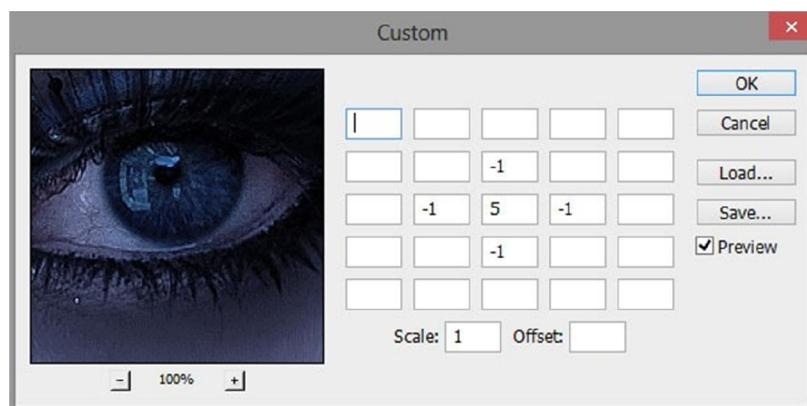 Custom
OK
Cancel
-1
Load...
-1 5 -1
Save...
Preview
-1
Scale: 1 Offset:
- 100% +